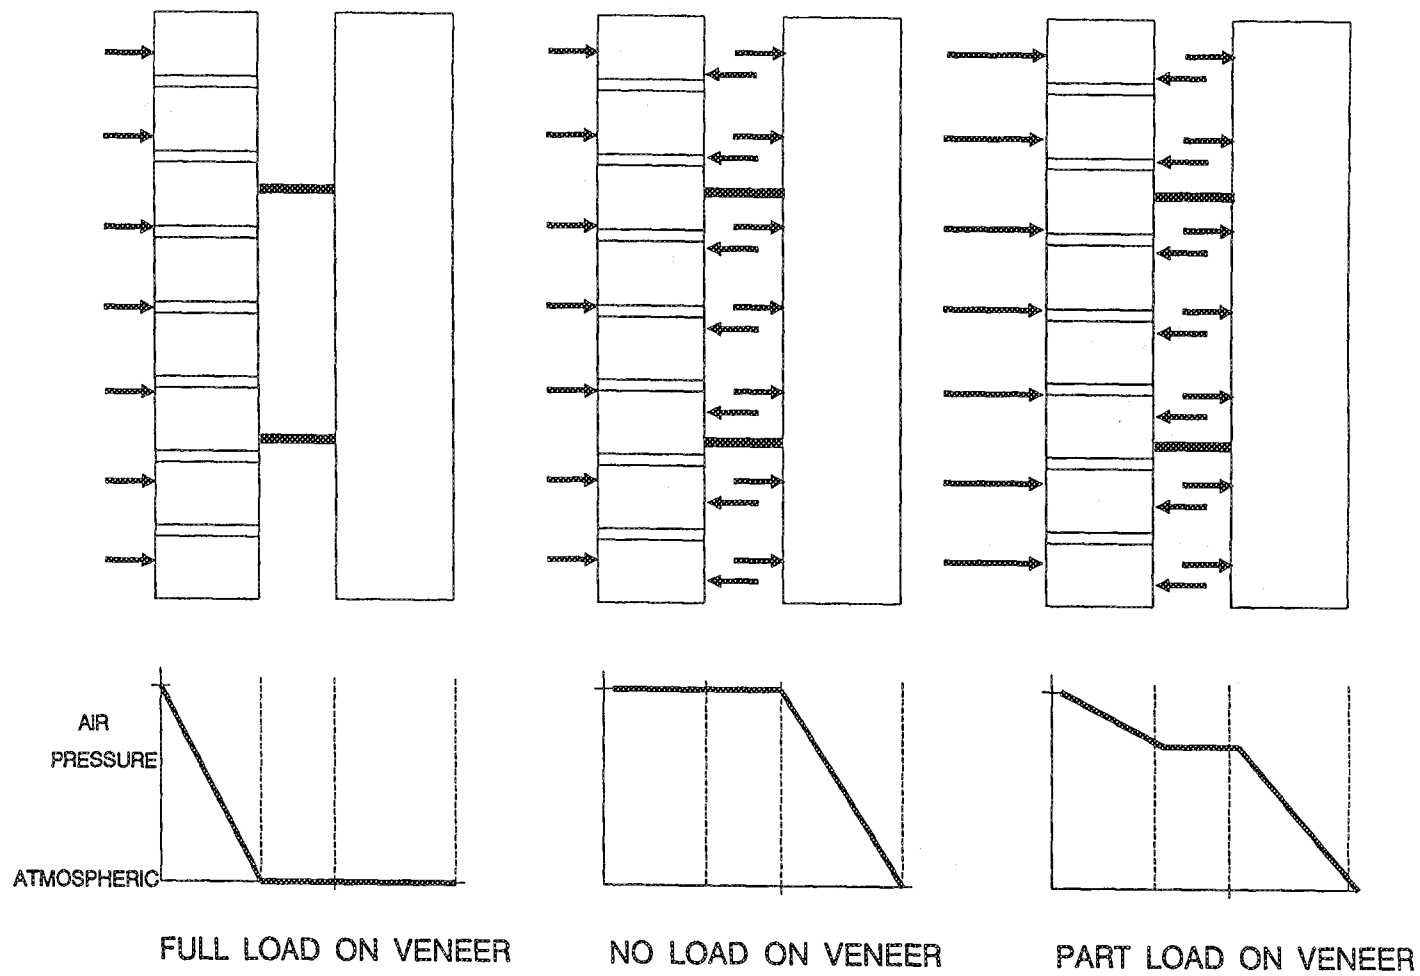 AIR
PRESSURE
ATMOSPHERIC
FULL LOAD ON VENEER
NO LOAD ON VENEER
PART LOAD ON VENEER